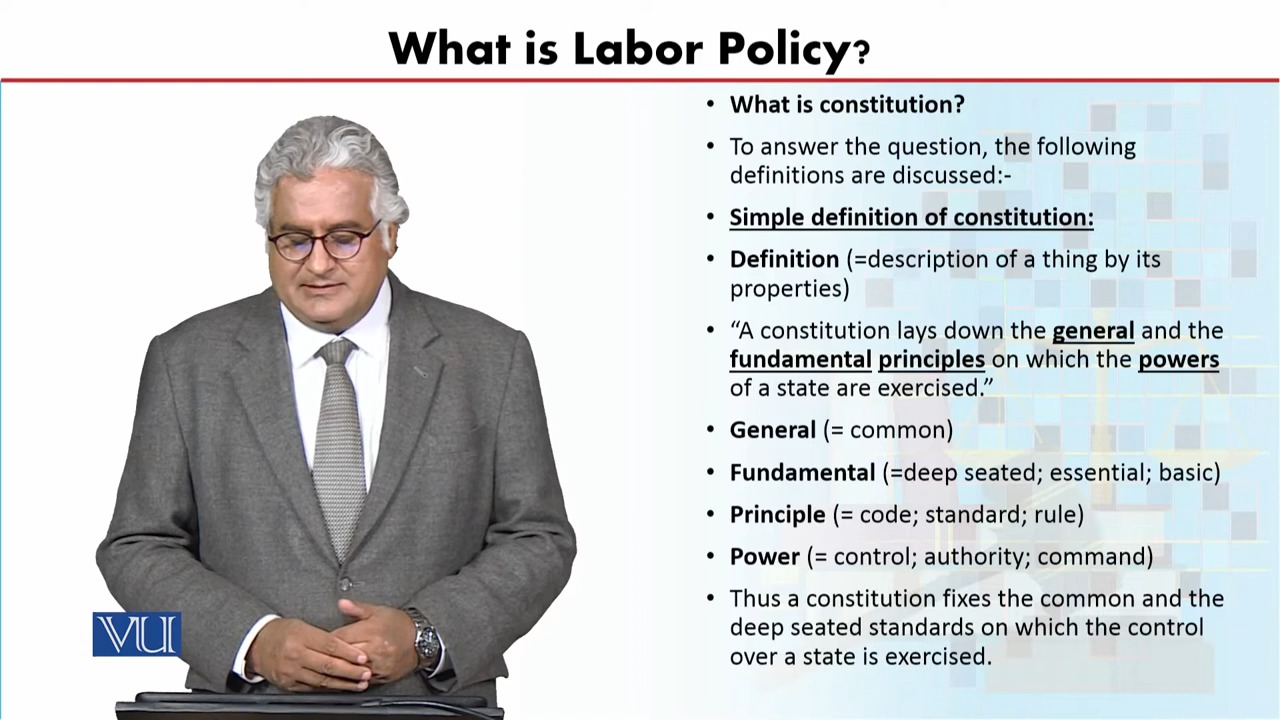 What is Labor Policy?
• What is constitution?
• To answer the question, the following
definitions are discussed:-
• Simple definition of constitution:
• Definition (=description of a thing by its
properties)
• “A constitution lays down the general and the
fundamental principles on which the powers
of a state are exercised.”
• General (= common)
• Fundamental (=deep seated; essential; basic)
• Principle (= code; standard; rule)
• Power (= control; authority; command)
• Thus a constitution fixes the common and the
deep seated standards on which the control
over a state is exercised.
VU